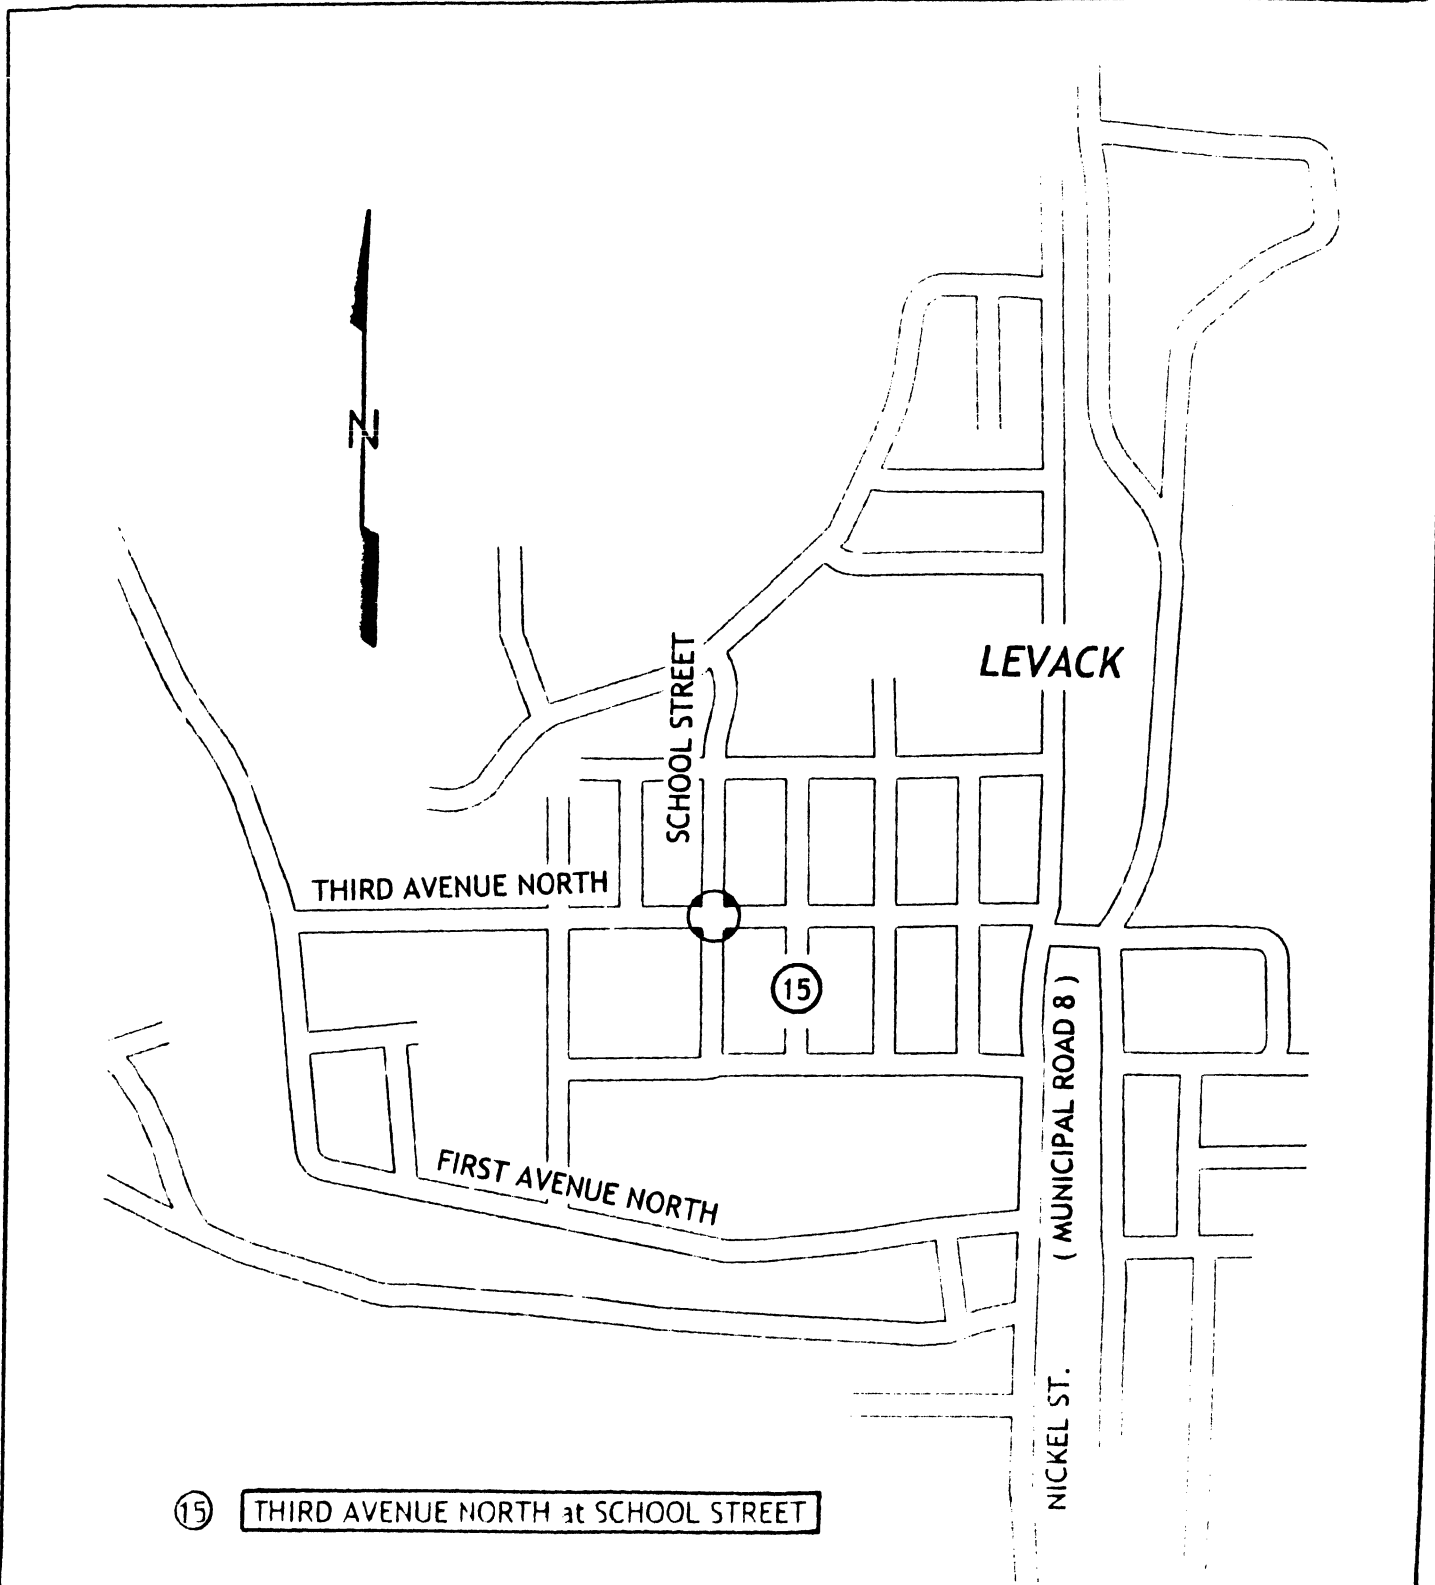 N
LEVACK
SCHOOL STREET
THIRD AVENUE NORTH
15
( MUNICIPAL ROAD 8 )
FIRST AVENUE NORTH
NICKEL ST.
15 THIRD AVENUE NORTH at SCHOOL STREET